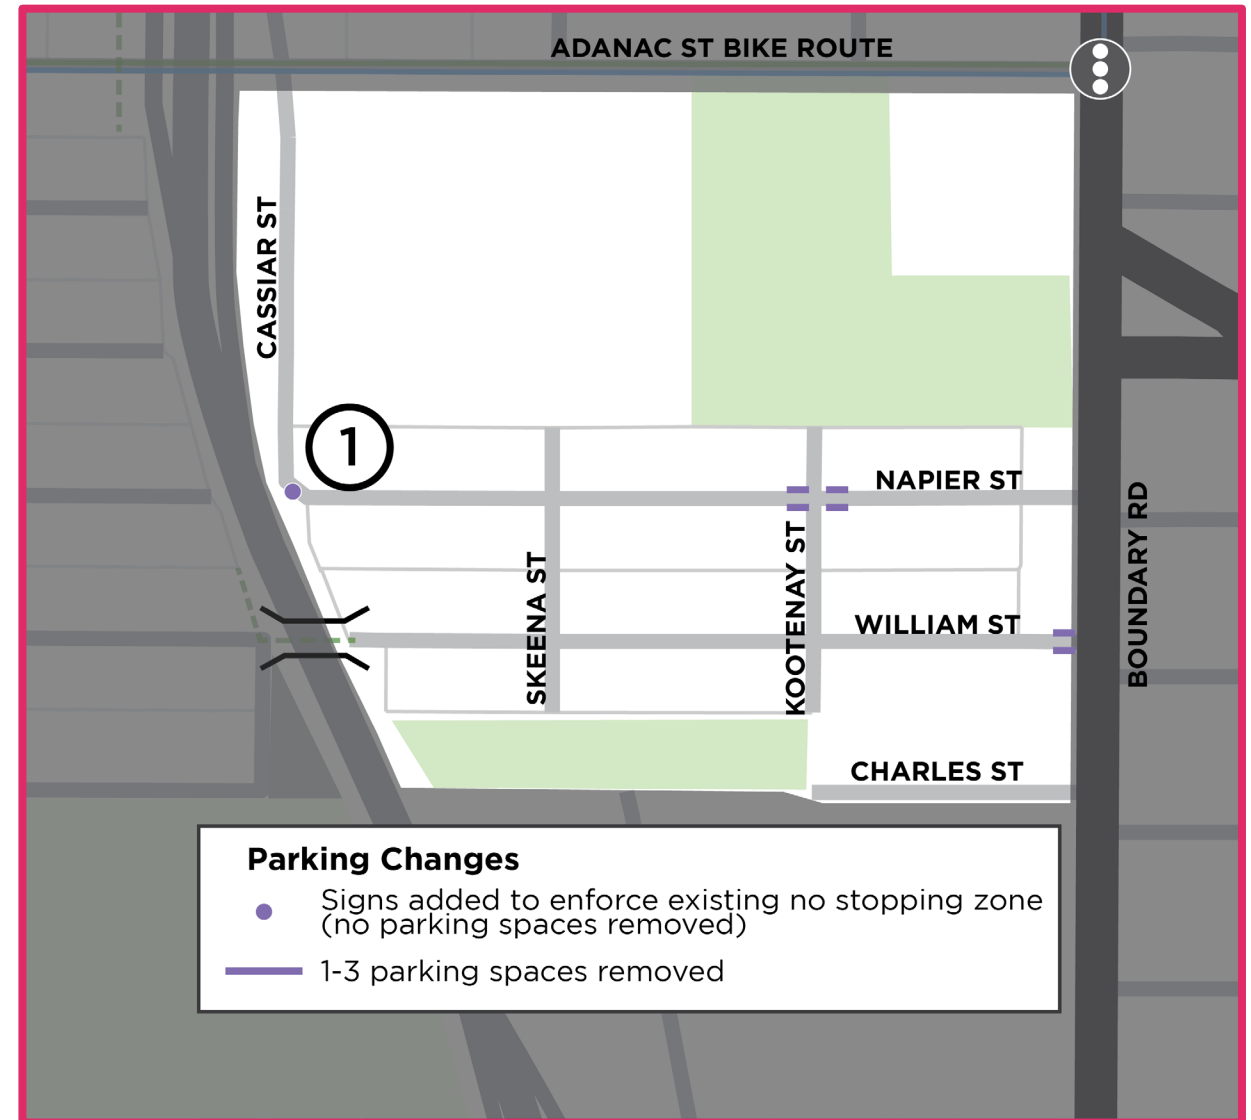 ADANAC ST BIKE ROUTE
CASSIAR ST
1
NAPIER ST
SKEENA ST
KOOTENAY ST
BOUNDARY RD
WILLIAM ST
CHARLES ST
Parking Changes
Signs added to enforce existing no stopping zone
(no parking spaces removed)
1-3 parking spaces removed